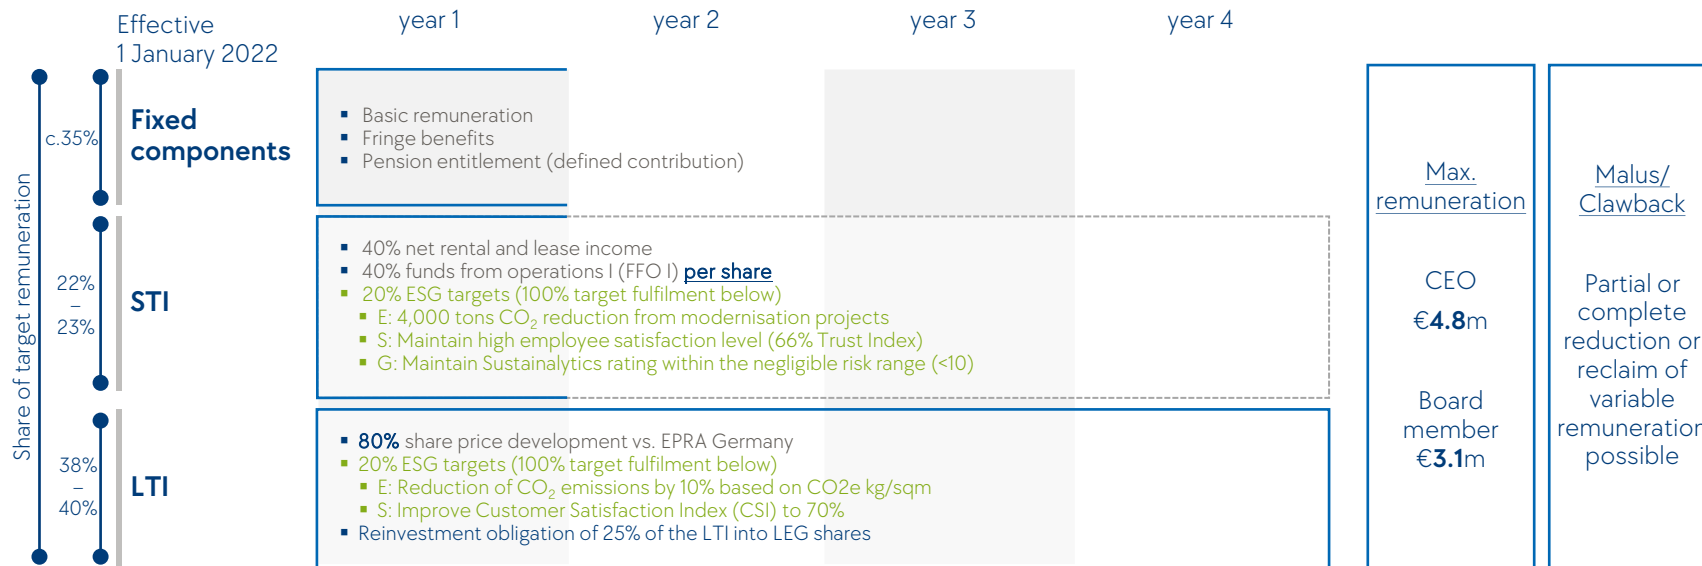 Effective
1 January 2022
year 1
year 2
year 3
year 4
Share of target remuneration
c.35%
Fixed
components
▪ Basic remuneration
▪ Fringe benefits
▪ Pension entitlement (defined contribution)
22%
–
23%
STI
▪ 40% net rental and lease income
▪ 40% funds from operations I (FFO I) per share
▪ 20% ESG targets (100% target fulfilment below)
▪ E: 4,000 tons CO₂ reduction from modernisation projects
▪ S: Maintain high employee satisfaction level (66% Trust Index)
▪ G: Maintain Sustainalytics rating within the negligible risk range (<10)
38%
–
40%
LTI
▪ 80% share price development vs. EPRA Germany
▪ 20% ESG targets (100% target fulfilment below)
▪ E: Reduction of CO₂ emissions by 10% based on CO2e kg/sqm
▪ S: Improve Customer Satisfaction Index (CSI) to 70%
▪ Reinvestment obligation of 25% of the LTI into LEG shares
Max.
remuneration
CEO
€4.8m
Board
member
€3.1m
Malus/
Clawback
Partial or
complete
reduction or
reclaim of
variable
remuneration
possible